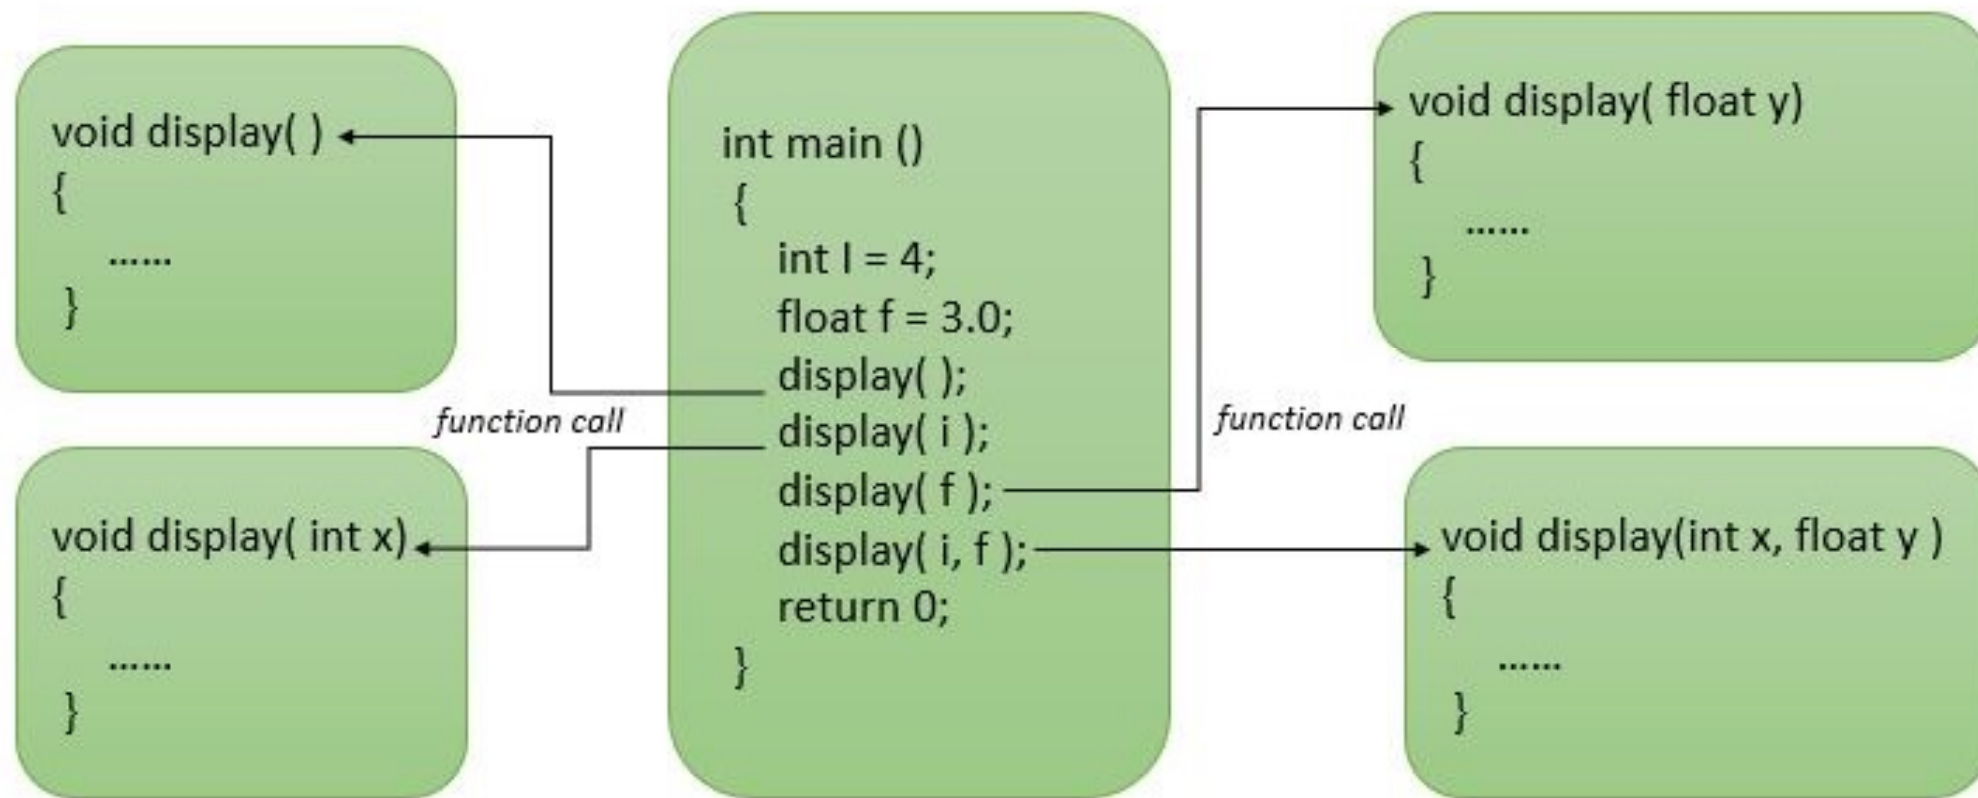 void display( )
{
......
}
function call
void display( int x)
{
......
}
int main ()
{
int I = 4;
float f = 3.0;
display( );
display( i );
display( f );
display( i, f );
return 0;
}
void display( float y)
{
......
}
function call
void display(int x, float y )
{
......
}